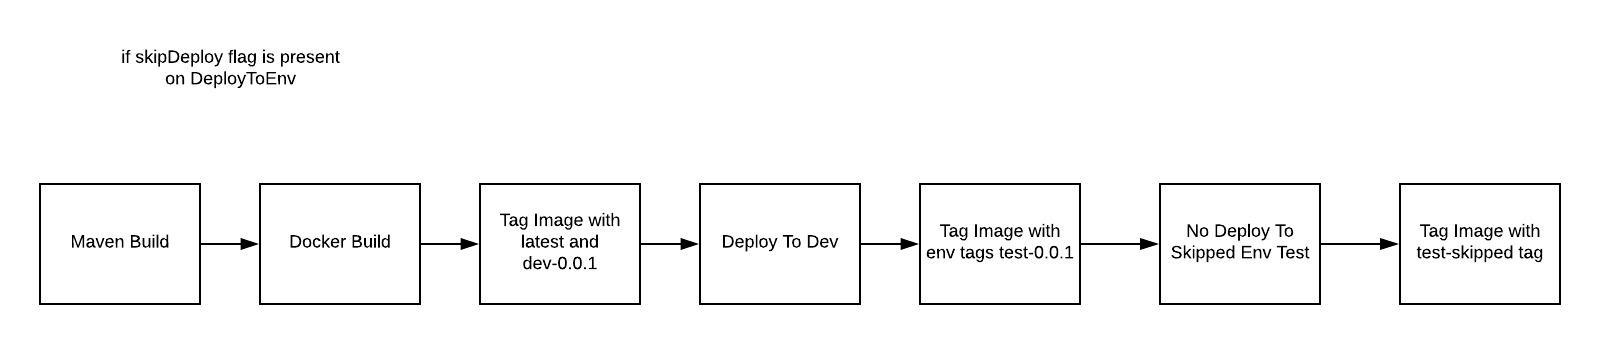 if skipDeploy flag is present
on DeployToEnv
Maven Build
Docker Build
Tag Image with
latest and
dev-0.0.1
Deploy To Dev
Tag Image with
env tags test-0.0.1
No Deploy To
Skipped Env Test
Tag Image with
test-skipped tag